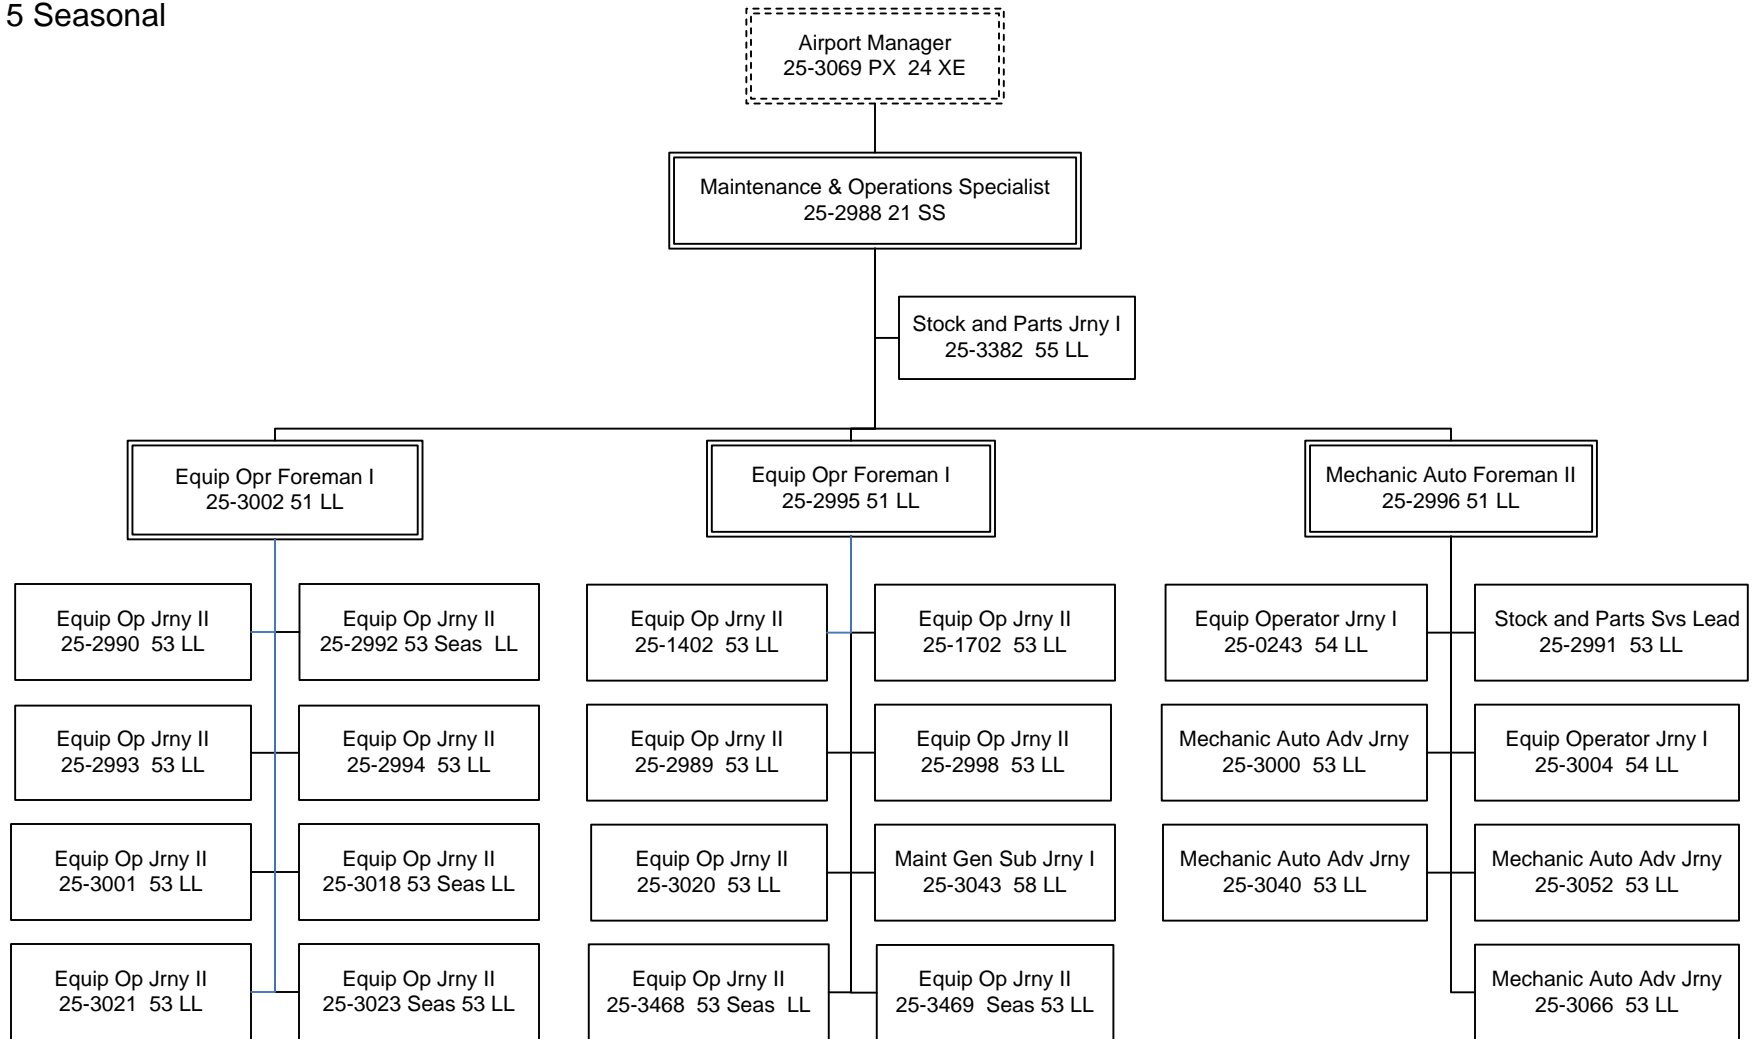 5 Seasonal
Airport Manager
25-3069 PX  24 XE
Maintenance & Operations Specialist
25-2988 21 SS
Stock and Parts Jrny I
25-3382  55 LL
Equip Opr Foreman I
25-3002 51 LL
Equip Opr Foreman I
25-2995 51 LL
Mechanic Auto Foreman II
25-2996 51 LL
Equip Op Jrny II
25-2990  53 LL
Equip Op Jrny II
25-2992 53 Seas  LL
Equip Op Jrny II
25-1402  53 LL
Equip Op Jrny II
25-1702  53 LL
Equip Operator Jrny I
25-0243  54 LL
Stock and Parts Svs Lead
25-2991  53 LL
Equip Op Jrny II
25-2993  53 LL
Equip Op Jrny II
25-2994  53 LL
Equip Op Jrny II
25-2989  53 LL
Equip Op Jrny II
25-2998  53 LL
Mechanic Auto Adv Jrny
25-3000  53 LL
Equip Operator Jrny I
25-3004  54 LL
Equip Op Jrny II
25-3001  53 LL
Equip Op Jrny II
25-3018 53 Seas LL
Equip Op Jrny II
25-3020  53 LL
Maint Gen Sub Jrny I
25-3043  58 LL
Mechanic Auto Adv Jrny
25-3040  53 LL
Mechanic Auto Adv Jrny
25-3052  53 LL
Equip Op Jrny II
25-3021  53 LL
Equip Op Jrny II
25-3023 Seas 53 LL
Equip Op Jrny II
25-3468  53 Seas  LL
Equip Op Jrny II
25-3469  Seas 53 LL
Mechanic Auto Adv Jrny
25-3066  53 LL